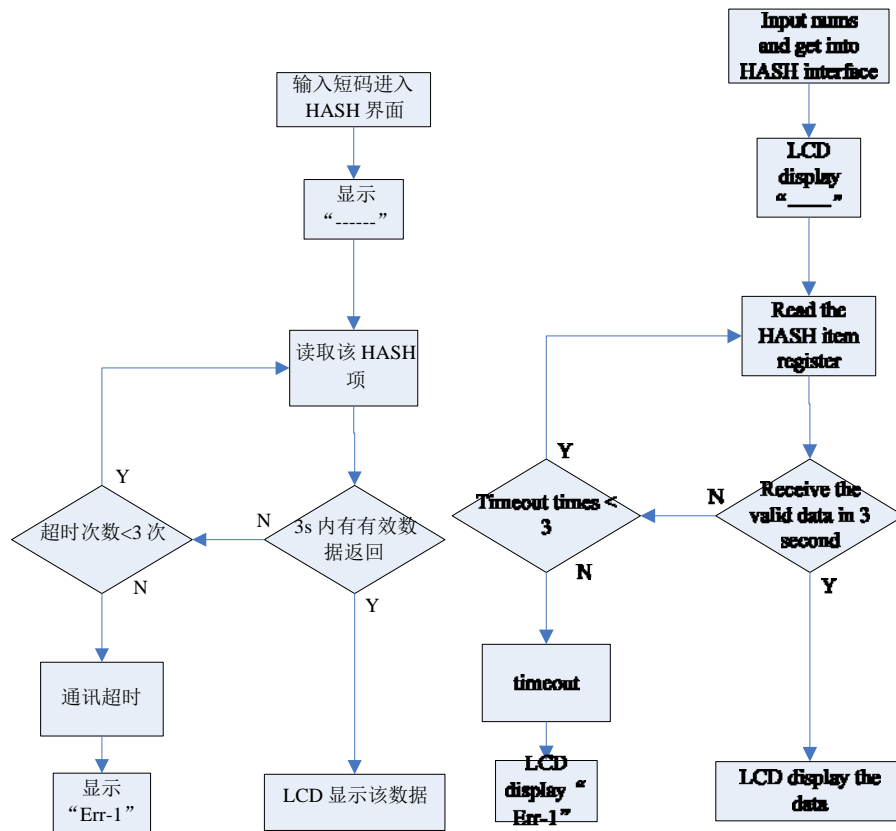 输入短码进入
HASH 界面
显示
“------”
读取该 HASH
项
Y
N
超时次数<3 次
3s 内有有效数
据返回
N
Y
通讯超时
显示
“Err-1”
LCD 显示该数据
Input nums
and get into
HASH interface
LCD
display
“____”
Read the
HASH item
register
Y
N
Timeout times <
3
Receive the
valid data in 3
second
N
Y
timeout
LCD
display “
Err-1”
LCD display the
data